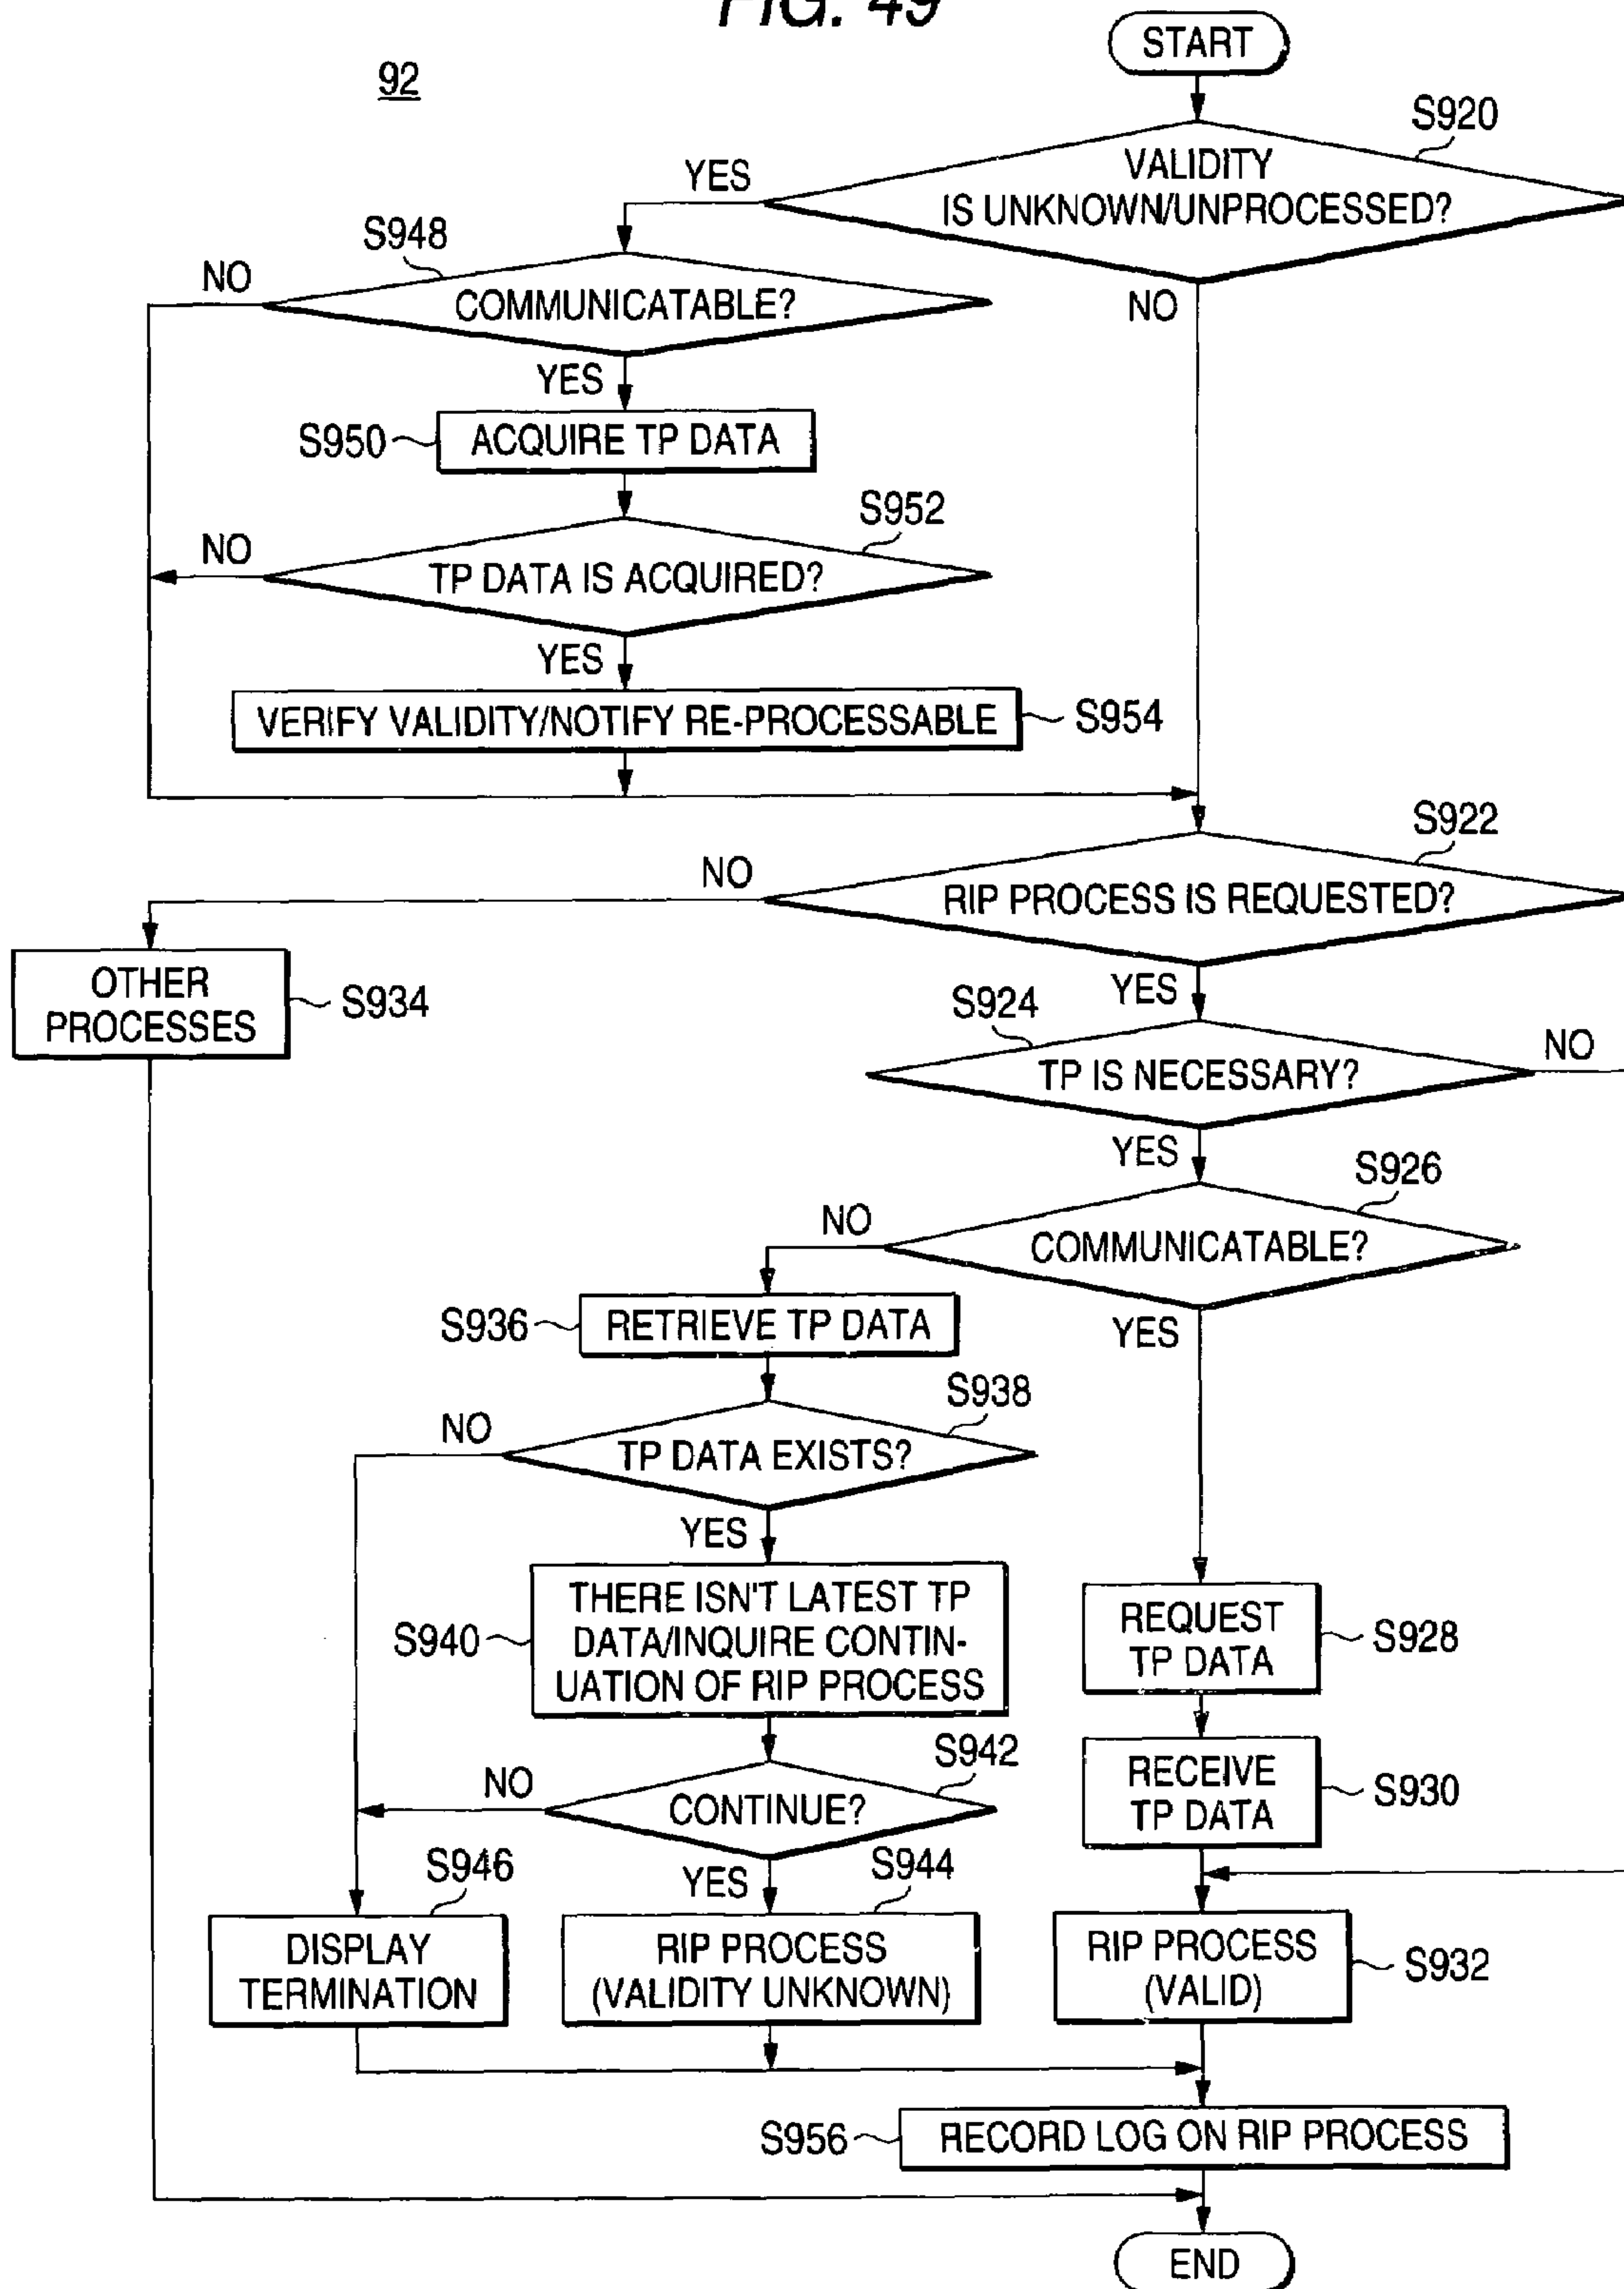 FIG. 49
92
START
S920
VALIDITY
IS UNKNOWN/UNPROCESSED?
YES
NO
S948
COMMUNICATABLE?
NO
YES
S950
ACQUIRE TP DATA
S952
TP DATA IS ACQUIRED?
NO
YES
VERIFY VALIDITY/NOTIFY RE-PROCESSABLE
S954
S922
RIP PROCESS IS REQUESTED?
NO
YES
OTHER
PROCESSES
S934
S924
TP IS NECESSARY?
NO
YES
S926
COMMUNICATABLE?
NO
YES
S936
RETRIEVE TP DATA
S938
TP DATA EXISTS?
NO
YES
S940
THERE ISN'T LATEST TP
DATA/INQUIRE CONTIN-
UATION OF RIP PROCESS
REQUEST
TP DATA
S928
S942
CONTINUE?
NO
YES
RECEIVE
TP DATA
S930
S946
DISPLAY
TERMINATION
S944
RIP PROCESS
(VALIDITY UNKNOWN)
RIP PROCESS
(VALID)
S932
S956
RECORD LOG ON RIP PROCESS
END